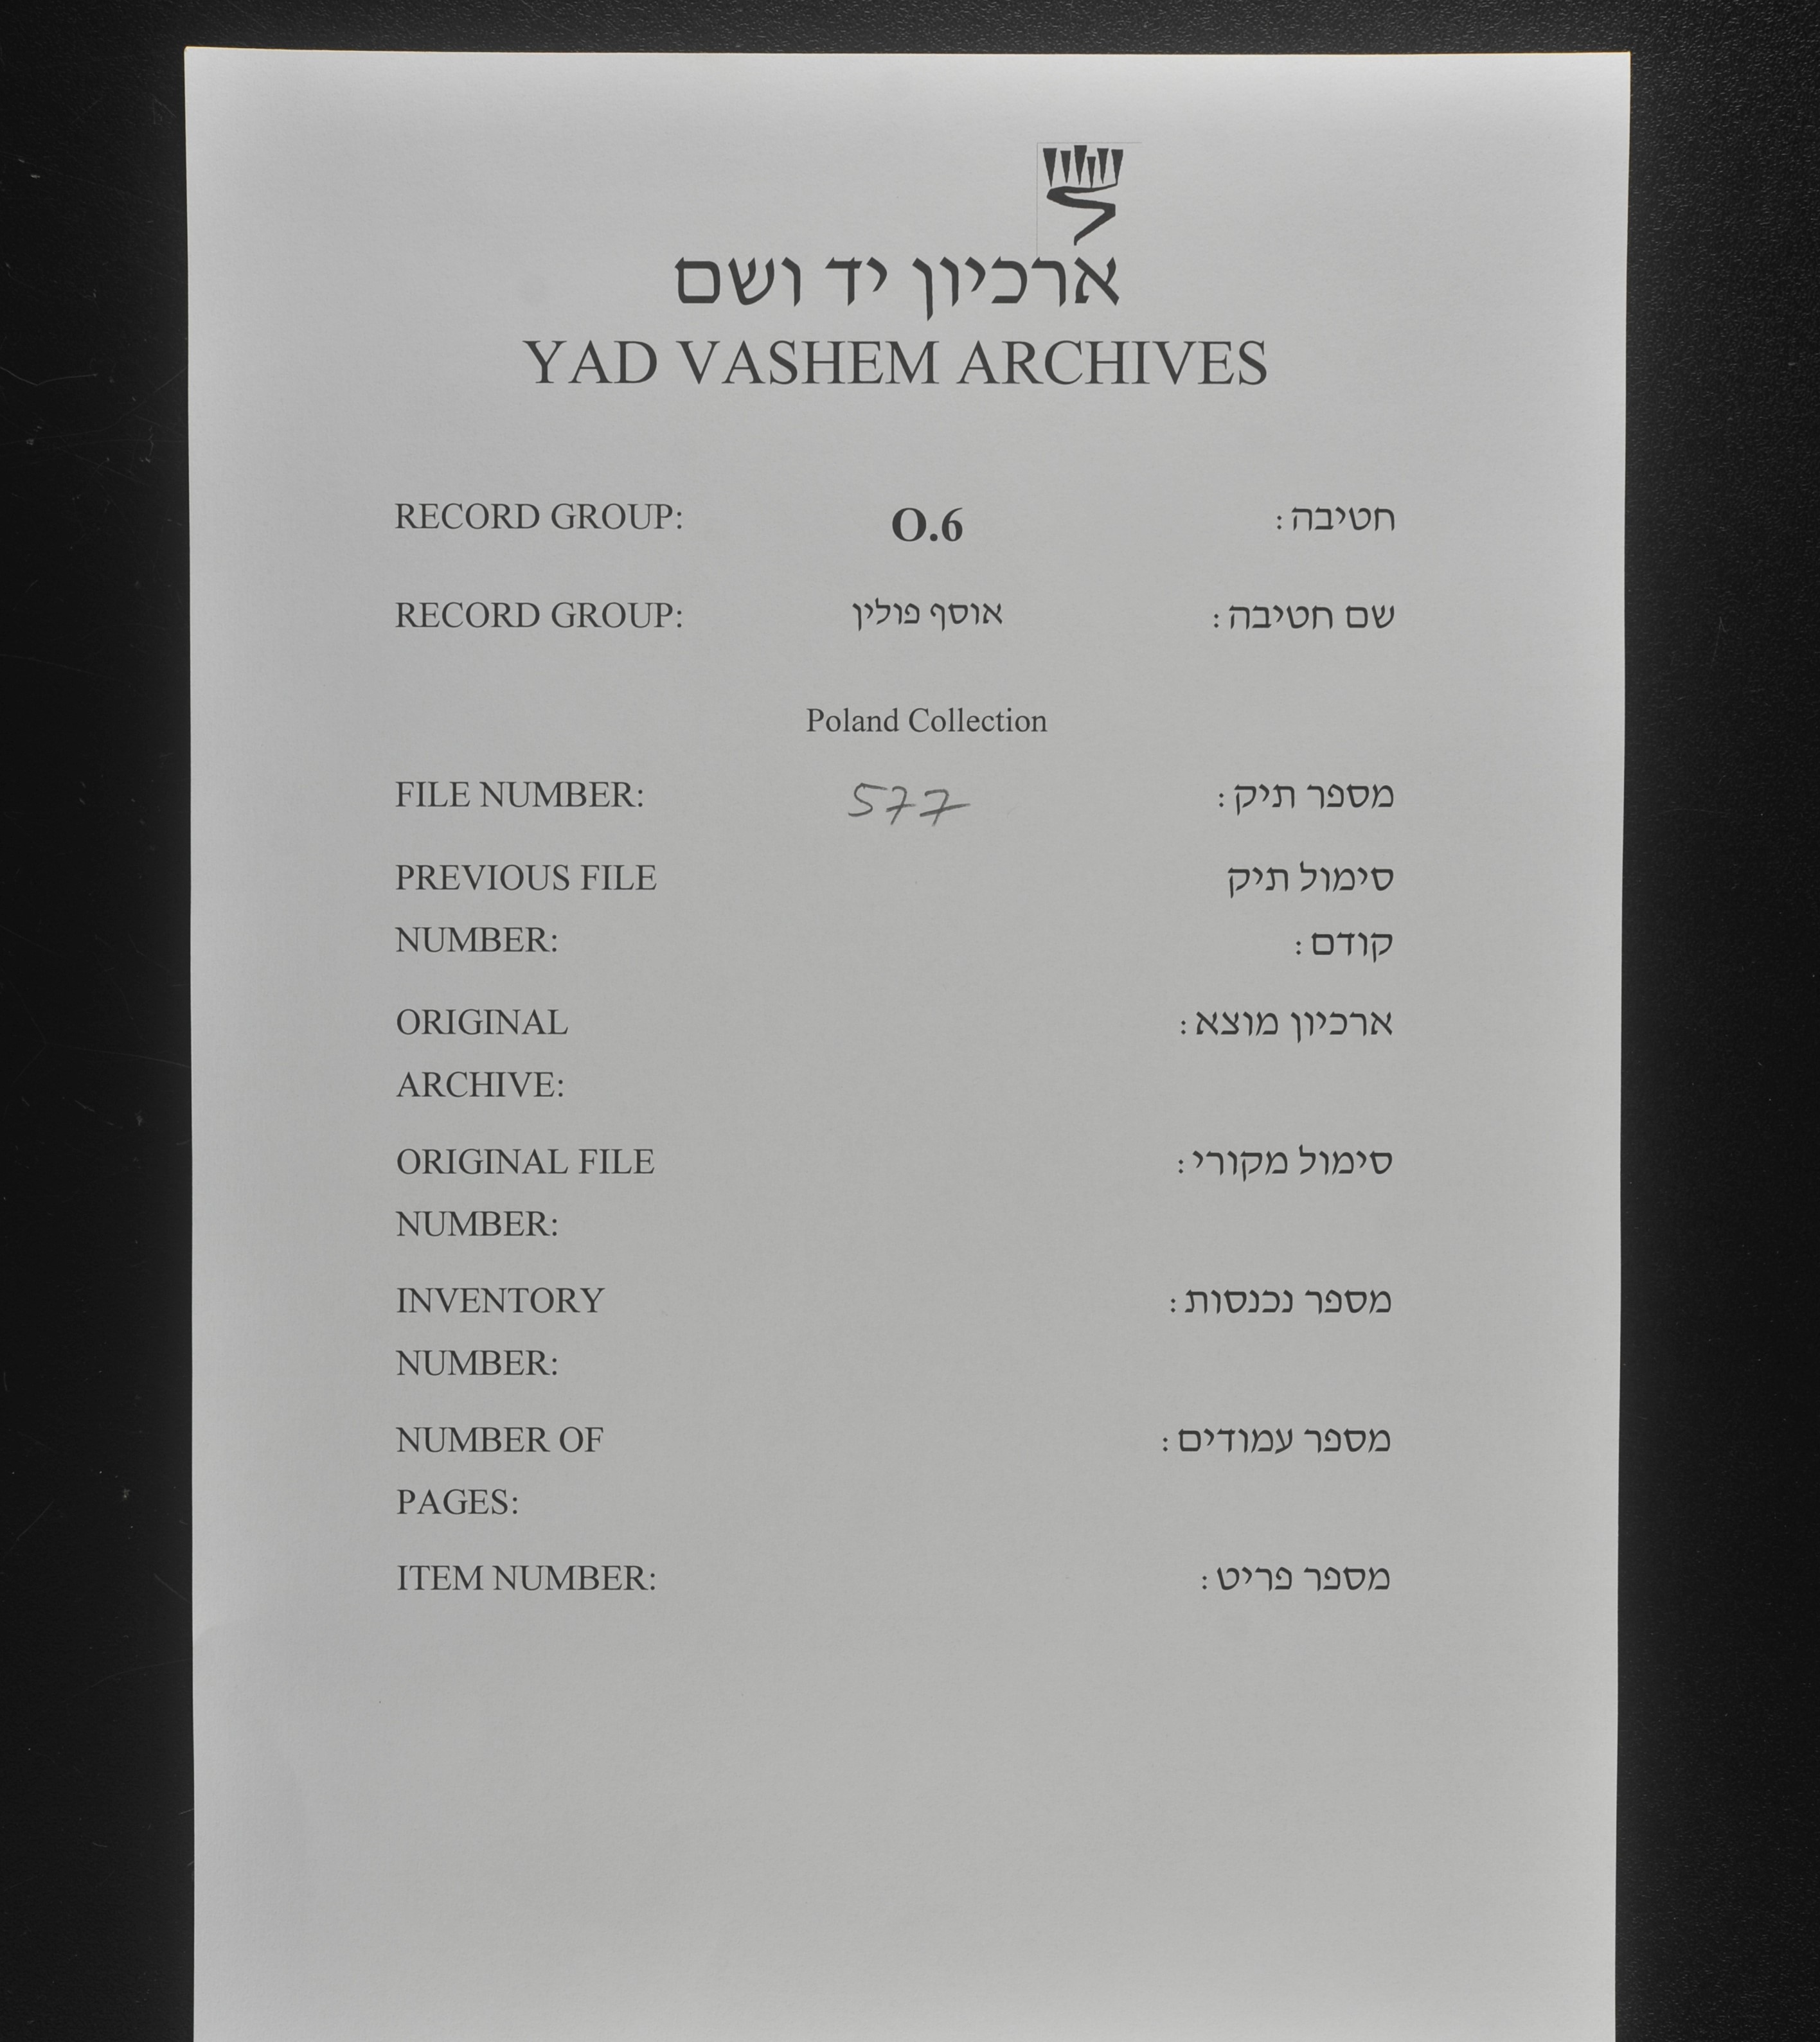 ארכיון יד ושם
YAD VASHEM ARCHIVES
RECORD GROUP: O.6 חטיבה:
RECORD GROUP: אוסף פולין שם חטיבה:
Poland Collection
FILE NUMBER: 577 מספר תיק:
PREVIOUS FILE סימול תיק
NUMBER: קודם:
ORIGINAL ארכיון מוצא:
ARCHIVE:
ORIGINAL FILE סימול מקורי:
NUMBER:
INVENTORY מספר נכנסות:
NUMBER:
NUMBER OF מספר עמודים:
PAGES:
ITEM NUMBER: מספר פריט: